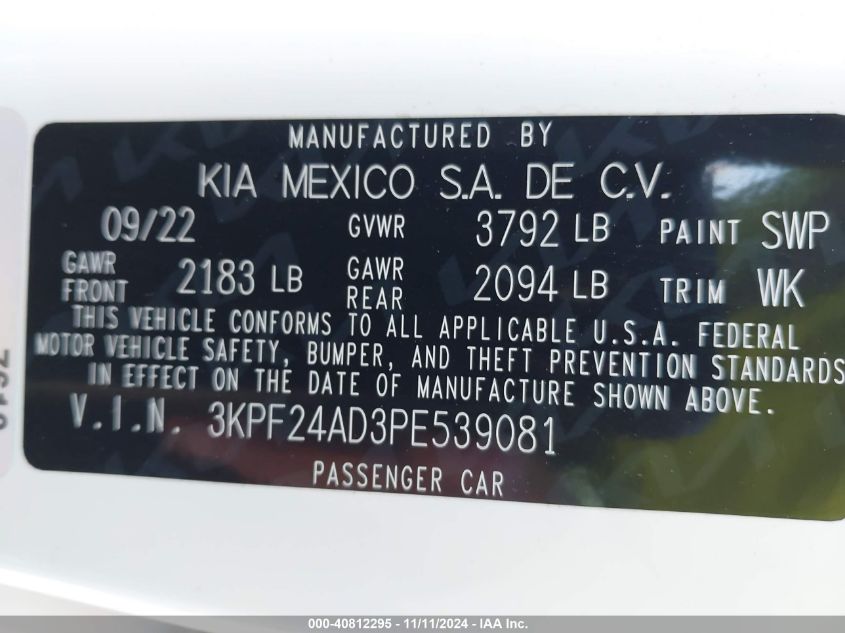 MANUFACTURED BY
KIA MEXICO S.A. DE C.V.
09/22 GVWR 3792 LB PAINT SWP
GAWR FRONT 2183 LB GAWR REAR 2094 LB TRIM WK
THIS VEHICLE CONFORMS TO ALL APPLICABLE U.S.A. FEDERAL
MOTOR VEHICLE SAFETY, BUMPER, AND THEFT PREVENTION STANDARDS
IN EFFECT ON THE DATE OF MANUFACTURE SHOWN ABOVE.
V.I.N. 3KPF24AD3PE539081
PASSENGER CAR
000-40812295 - 11/11/2024 - IAA Inc.